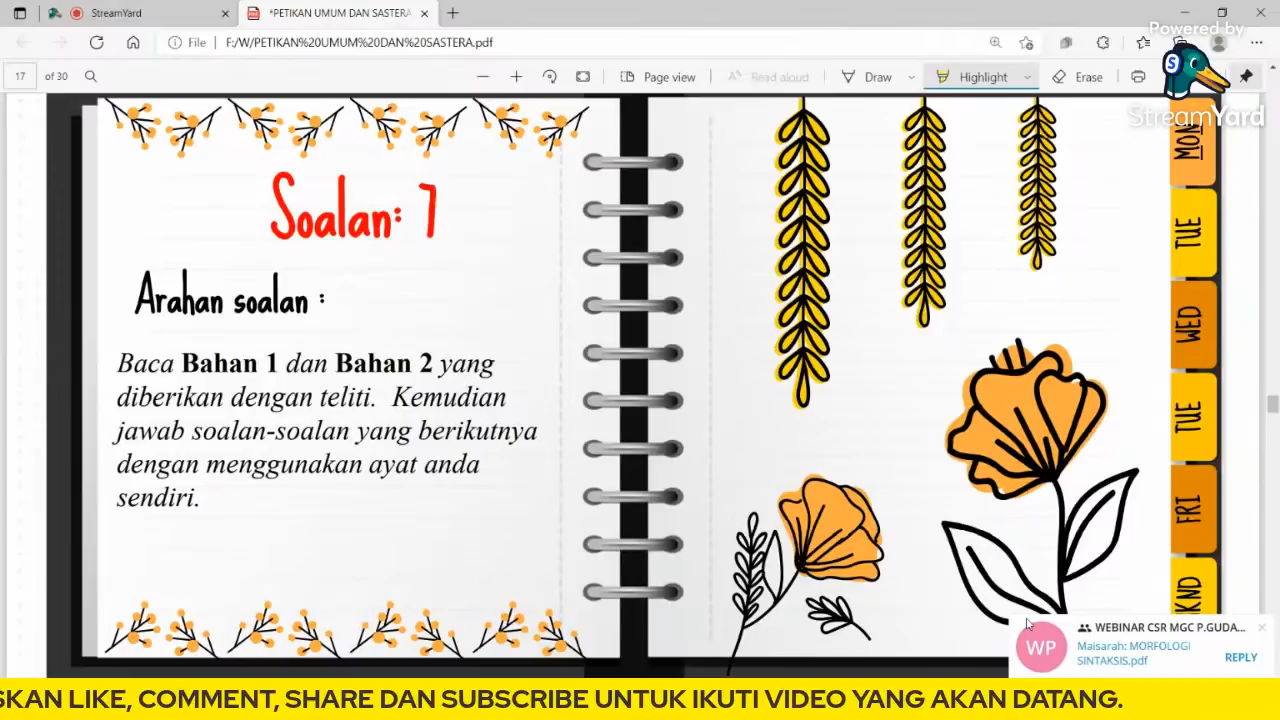 StreamYard
*PETIKAN UMUM DAN SASTERA
File F:/W/PETIKAN%20UMUM%20DAN%20SASTERA.pdf
Powered by
StreamYard
17 of 30
Page view
Read aloud
Draw
Highlight
Erase
Soalan: 7
Arahan soalan :
Baca Bahan 1 dan Bahan 2 yang
diberikan dengan teliti. Kemudian
jawab soalan-soalan yang berikutnya
dengan menggunakan ayat anda
sendiri.
MON
TUE
WED
TUE
FRI
KND
WP
WEBINAR CSR MGC P.GUDA...
Maisarah: MORFOLOGI
SINTAKSIS.pdf
REPLY
SKAN LIKE, COMMENT, SHARE DAN SUBSCRIBE UNTUK IKUTI VIDEO YANG AKAN DATANG.